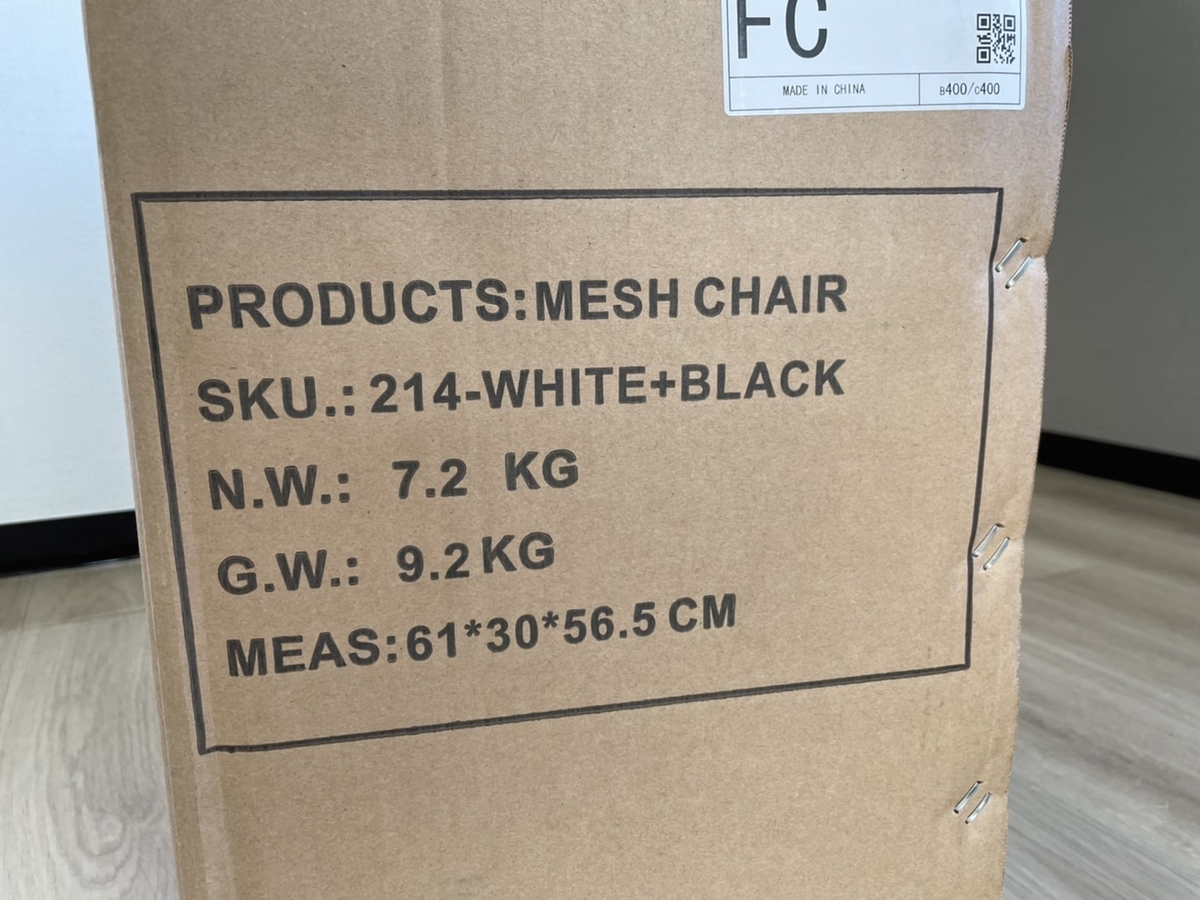 FC
MADE IN CHINA
B400/C400
PRODUCTS:MESH CHAIR
SKU.: 214-WHITE+BLACK
N.W.: 7.2 KG
G.W.: 9.2 KG
MEAS: 61*30*56.5 CM